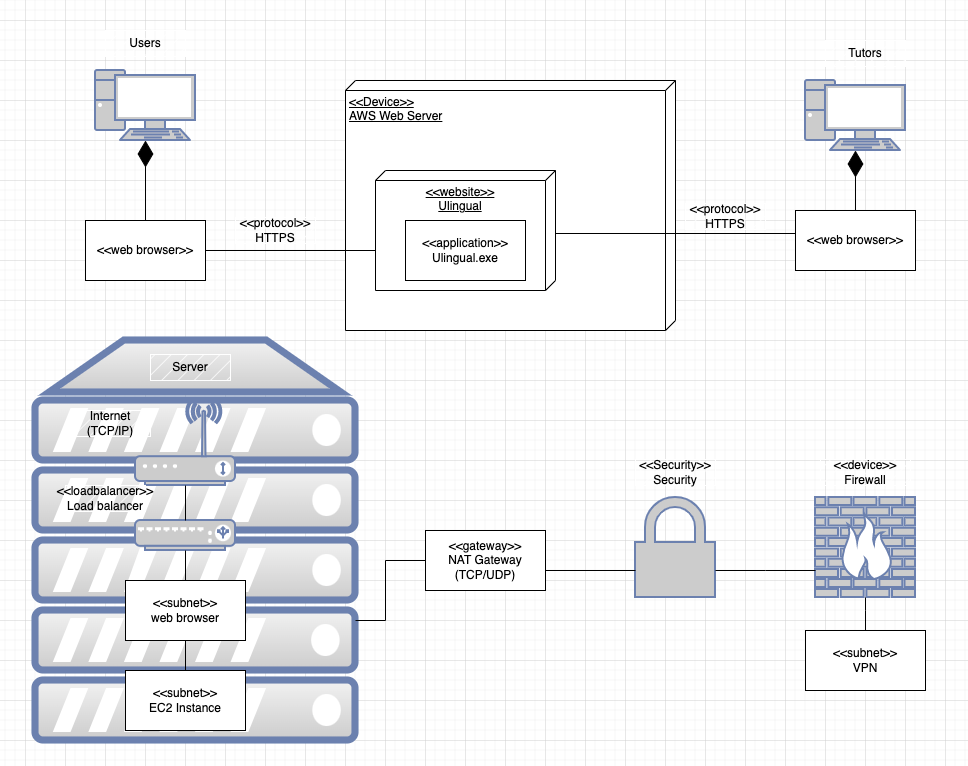 Users
Tutors
<<Device>>
AWS Web Server
<<website>>
Ulingual
<<application>>
Ulingual.exe
<<web browser>>
<<protocol>>
HTTPS
<<protocol>>
HTTPS
<<web browser>>
Server
Internet
(TCP/IP)
<<loadbalancer>>
Load balancer
<<subnet>>
web browser
<<subnet>>
EC2 Instance
<<gateway>>
NAT Gateway
(TCP/UDP)
<<Security>>
Security
<<device>>
Firewall
<<subnet>>
VPN